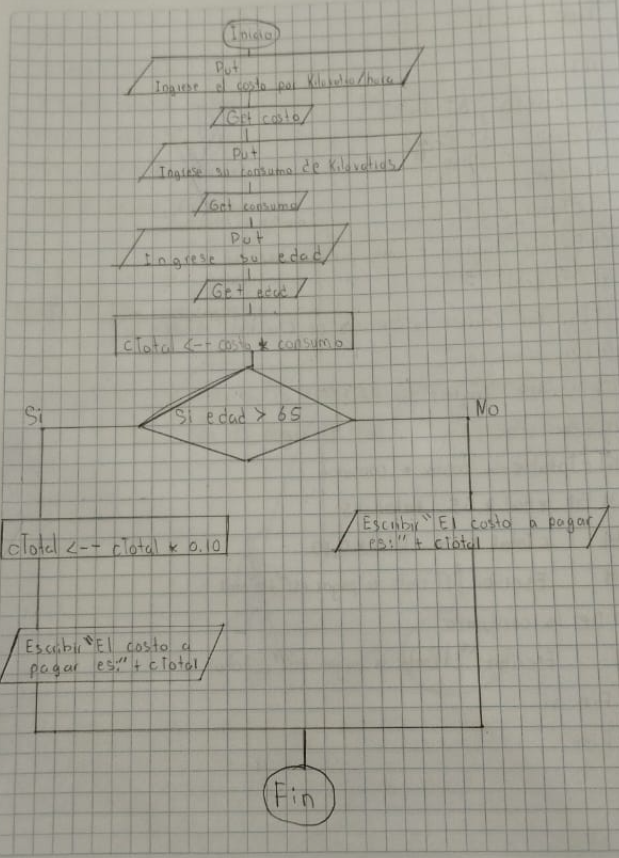 Inicio
Put
Ingrese el costo por Kilovatio/hora
Get costo
Put
Ingrese su consumo de Kilovatios
Get consumo
Put
Ingrese su edad
Get edad
cTotal <-- costo * consumo
Si edad > 65
Si
No
cTotal <-- cTotal * 0.10
Escribir "El costo a pagar
es:" + cTotal
Escribir "El costo a
pagar es:" + cTotal
Fin